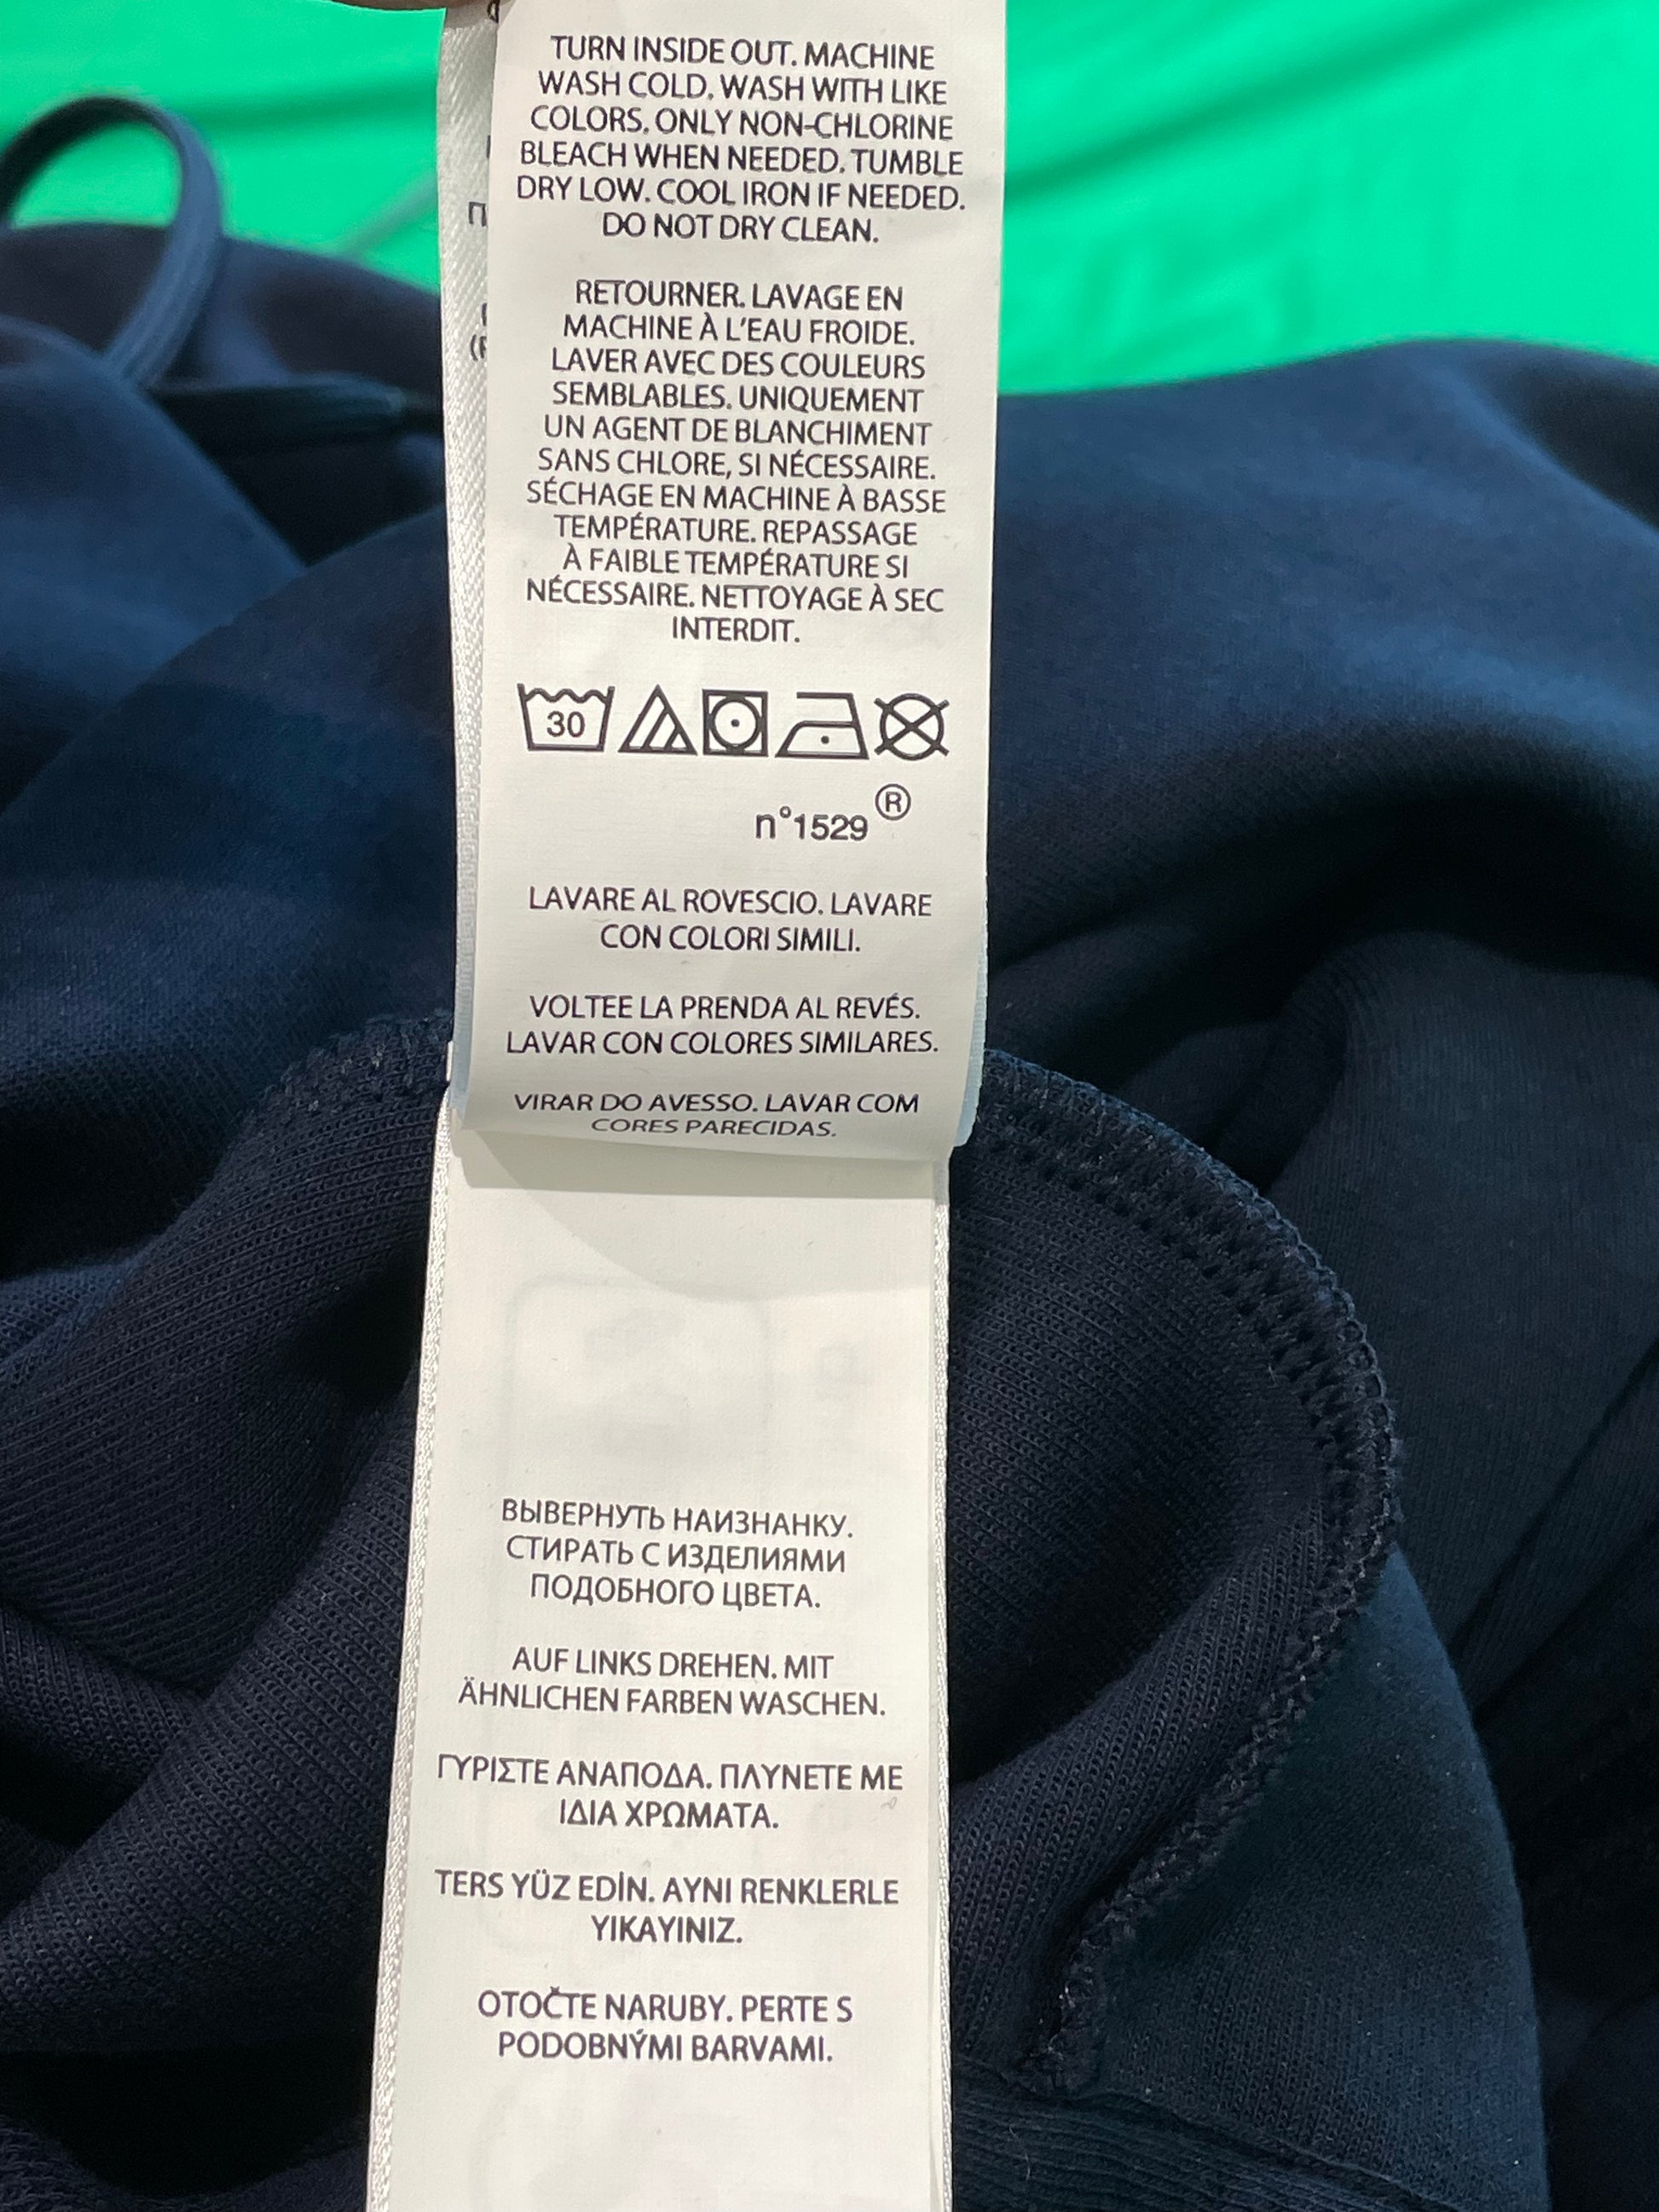 TURN INSIDE OUT. MACHINE
WASH COLD. WASH WITH LIKE
COLORS. ONLY NON-CHLORINE
BLEACH WHEN NEEDED. TUMBLE
DRY LOW. COOL IRON IF NEEDED.
DO NOT DRY CLEAN.
RETOURNER. LAVAGE EN
MACHINE À L'EAU FROIDE.
LAVER AVEC DES COULEURS
SEMBLABLES. UNIQUEMENT
UN AGENT DE BLANCHIMENT
SANS CHLORE, SI NÉCESSAIRE.
SÉCHAGE EN MACHINE À BASSE
TEMPÉRATURE. REPASSAGE
À FAIBLE TEMPÉRATURE SI
NÉCESSAIRE. NETTOYAGE À SEC
INTERDIT.
30
n°1529®
LAVARE AL ROVESCIO. LAVARE
CON COLORI SIMILI.
VOLTEE LA PRENDA AL REVÉS.
LAVAR CON COLORES SIMILARES.
VIRAR DO AVESSO. LAVAR COM
CORES PARECIDAS.
ВЫВЕРНУТЬ НАИЗНАНКУ.
СТИРАТЬ С ИЗДЕЛИЯМИ
ПОДОБНОГО ЦВЕТА.
AUF LINKS DREHEN. MIT
ÄHNLICHEN FARBEN WASCHEN.
ΓΥΡΙΣΤΕ ΑΝΑΠΟΔΑ. ΠΛΥΝΕΤΕ ΜΕ
ΙΔΙΑ ΧΡΩΜΑΤΑ.
TERS YÜZ EDİN. AYNI RENKLERLE
YIKAYINIZ.
OTOČTE NARUBY. PERTE S
PODOBNÝMI BARVAMI.